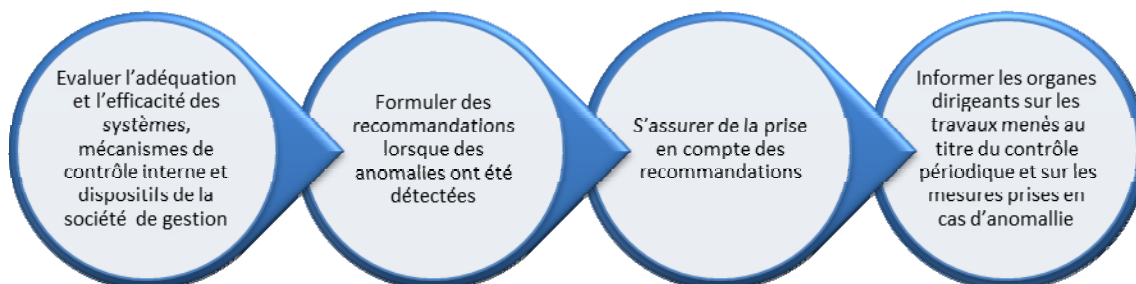 Evaluer l'adéquation
et l'efficacité des
systèmes,
mécanismes de
contrôle interne et
dispositifs de la
société de gestion
Formuler des
recommandations
lorsque des
anomalies ont été
détectées
S'assurer de la prise
en compte des
recommandations
Informer les organes
dirigeants sur les
travaux menès au
titre du contrôle
périodique et sur les
mesures prises en
cas d'anomallie